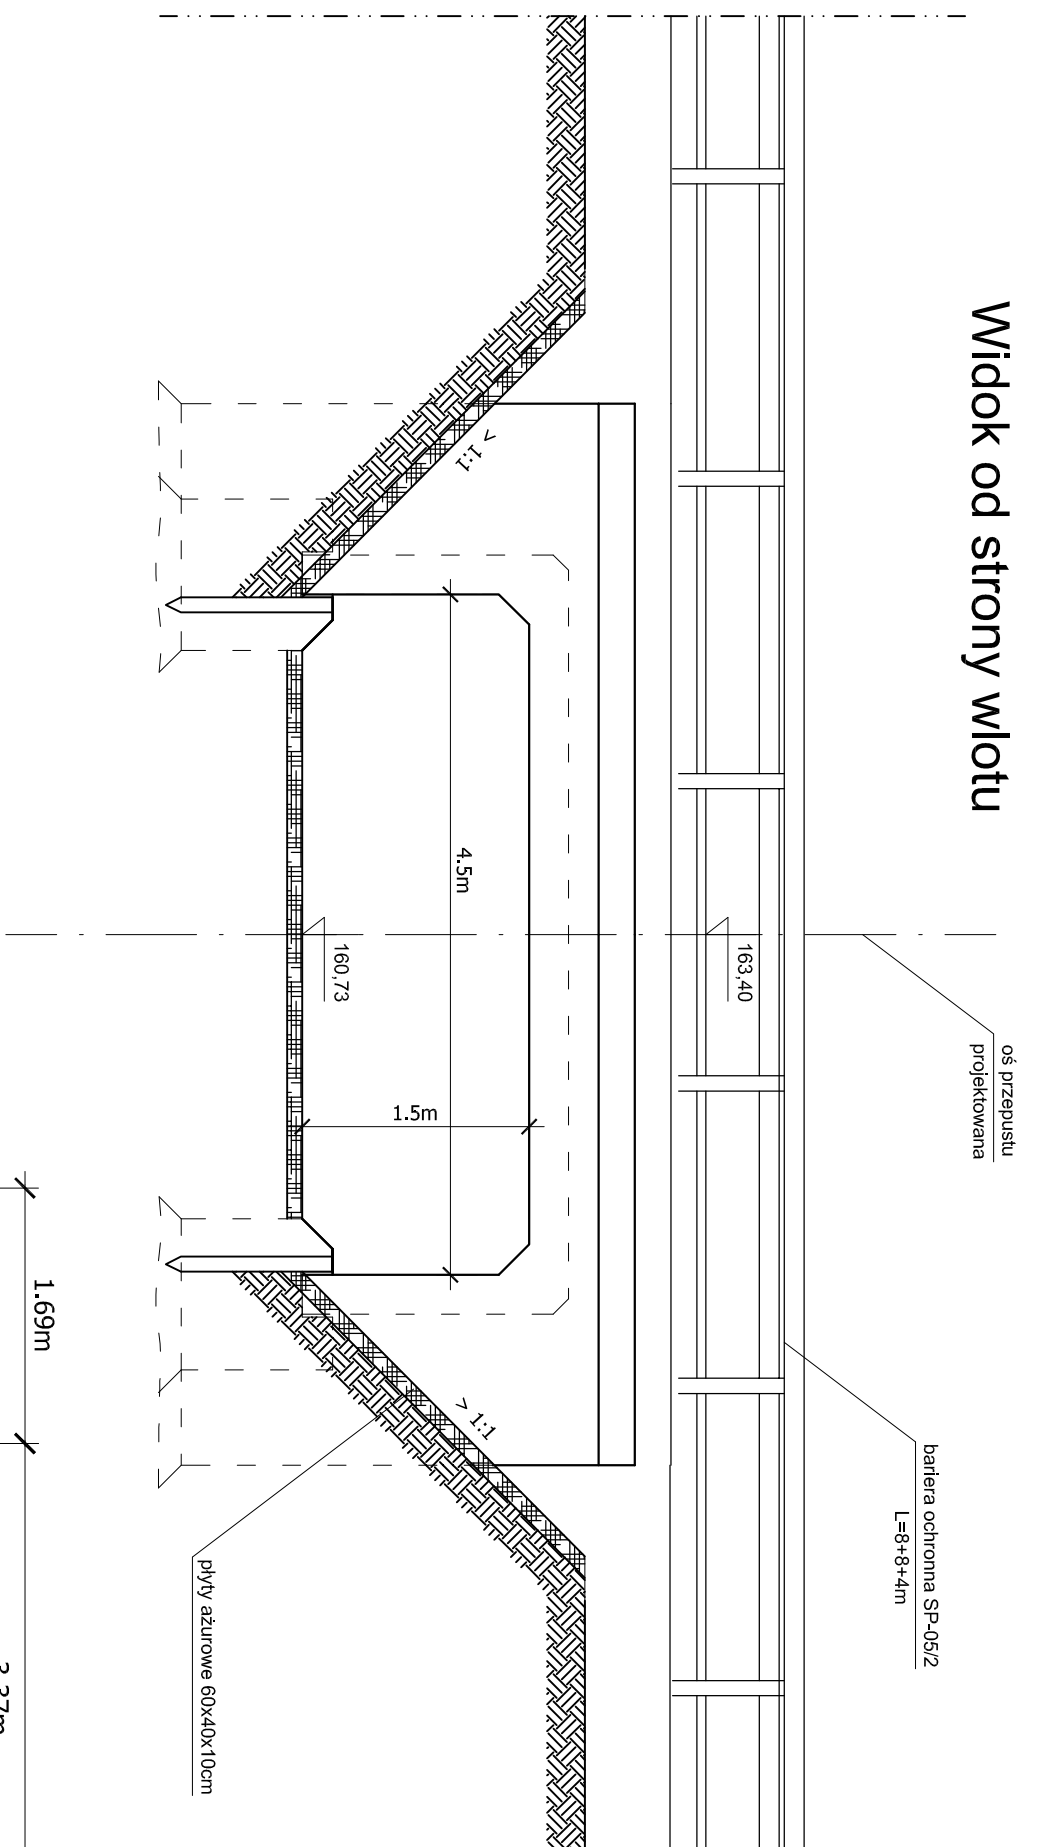 Widok od strony wlotu
oś przepustu
projektowana
bariera ochronna SP-05/2
L=8+8+4m
163,40
160,73
4.5m
1.5m
> 1:1
> 1:1
płyty ażurowe 60x40x10cm
1.69m